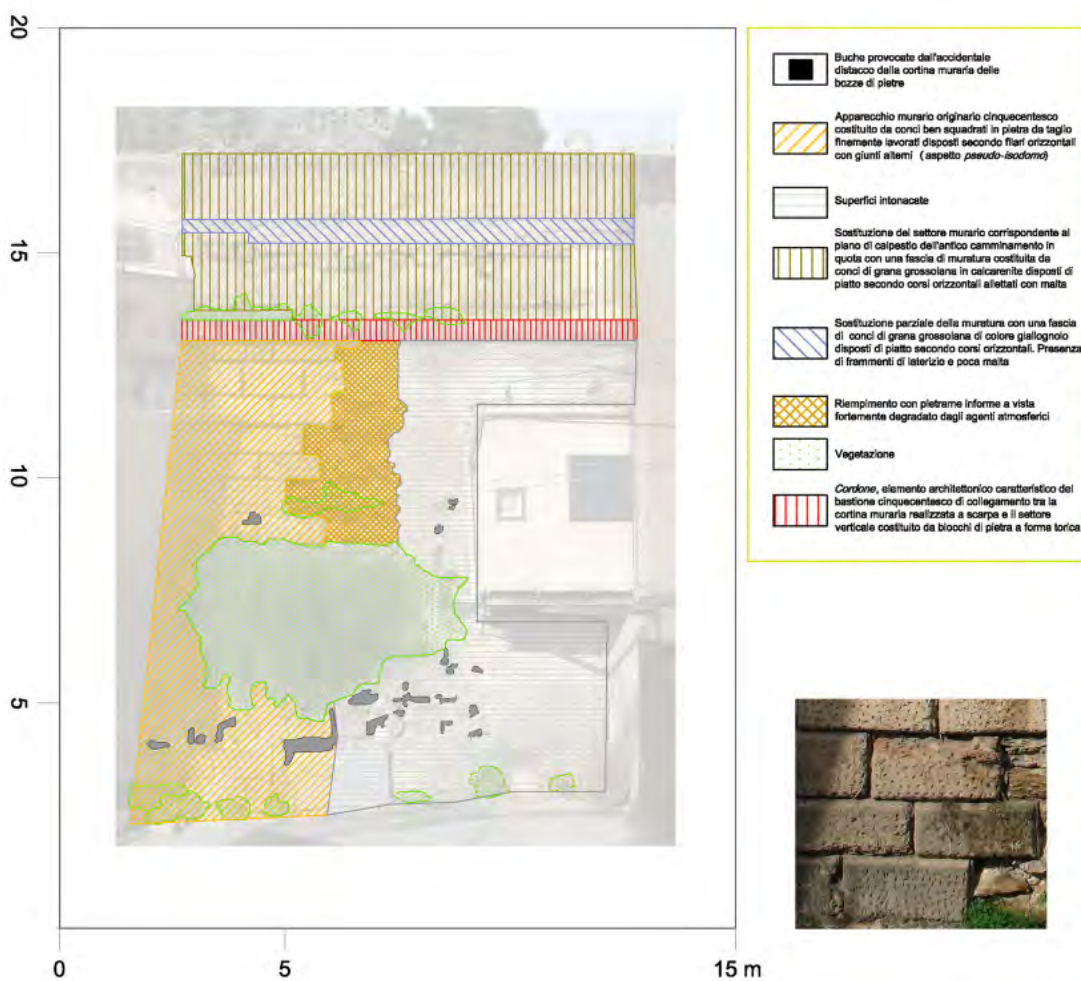 20
15
10
5
0
5
15 m
Buche provocate dall'accidentale
distacco dalla cortina muraria delle
bozze di pietre
Apparecchio murario originario cinquecentesco
costituito da conci ben squadrati in pietra da taglio
finemente lavorati disposti secondo filari orizzontali
con giunti alterni ( aspetto pseudo-isodomo)
Superfici intonacate
Sostituzione del settore murario corrispondente al
piano di calpestio dell'antico camminamento in
quota con una fascia di muratura costituita da
conci di grana grossolana in calcarenite disposti di
piatto secondo corsi orizzontali allettati con malta
Sostituzione parziale della muratura con una fascia
di conci di grana grossolana di colore giallognolo
disposti di piatto secondo corsi orizzontali. Presenza
di frammenti di laterizio e poca malta
Riempimento con pietrame informe a vista
fortemente degradato dagli agenti atmosferici
Vegetazione
Cordone, elemento architettonico caratteristico del
bastione cinquecentesco di collegamento tra la
cortina muraria realizzata a scarpa e il settore
verticale costituito da blocchi di pietra a forma torica